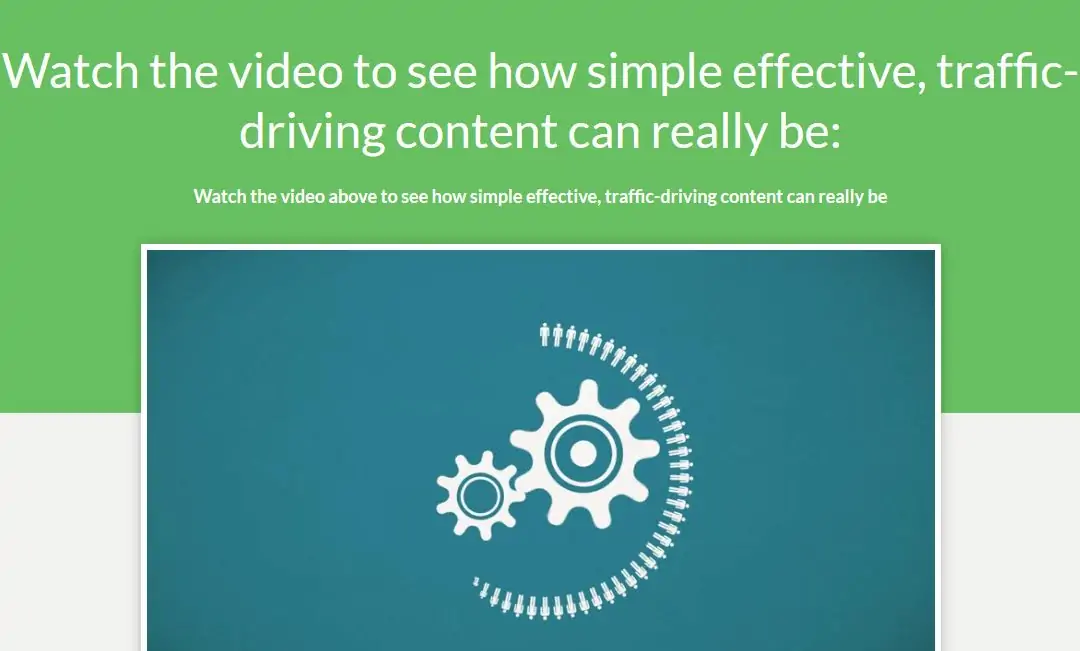 Watch the video to see how simple effective, traffic-
driving content can really be:
Watch the video above to see how simple effective, traffic-driving content can really be